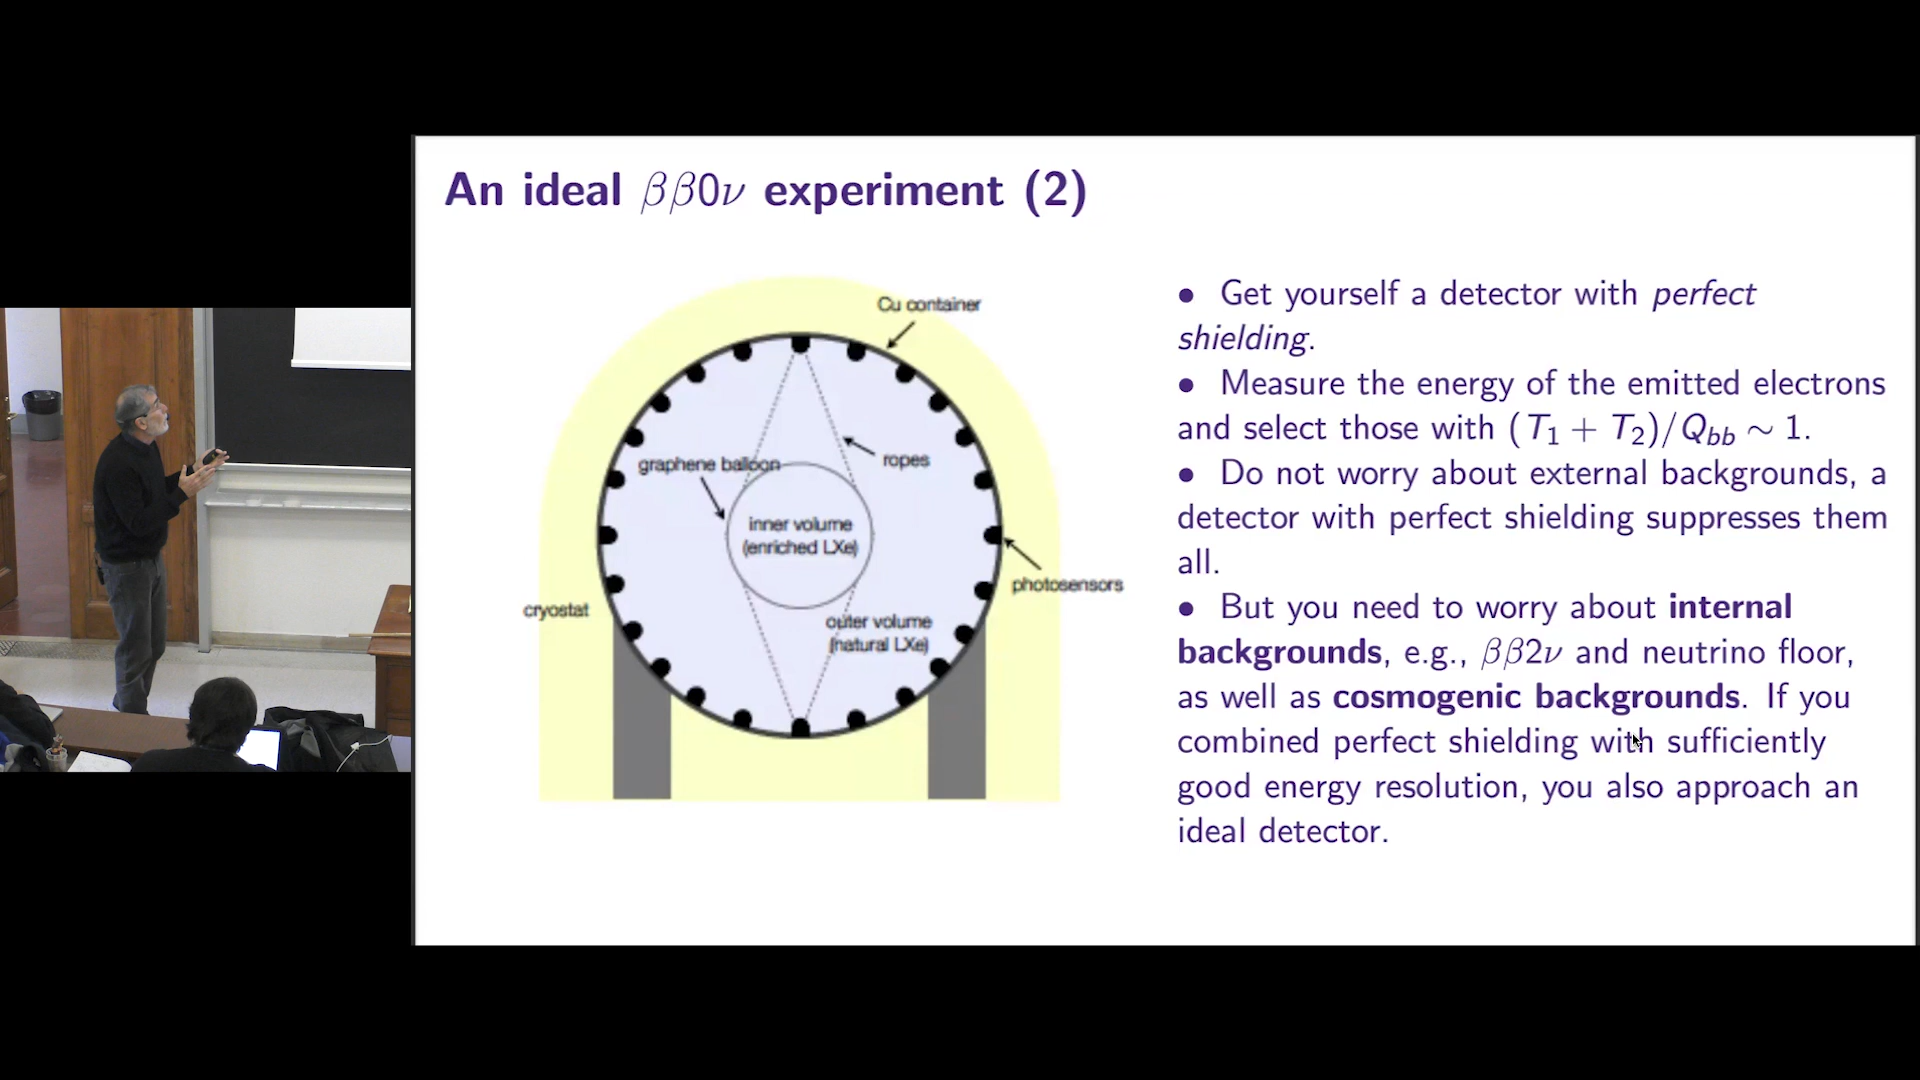 An ideal ββ0ν experiment (2)
Cu container
graphene balloon
ropes
inner volume
(enriched LXe)
photosensors
cryostat
outer volume
(natural LXe)
• Get yourself a detector with perfect
shielding.
• Measure the energy of the emitted electrons
and select those with (T₁ + T₂)/Q_bb ∼ 1.
• Do not worry about external backgrounds, a
detector with perfect shielding suppresses them
all.
• But you need to worry about internal
backgrounds, e.g., ββ2ν and neutrino floor,
as well as cosmogenic backgrounds. If you
combined perfect shielding with sufficiently
good energy resolution, you also approach an
ideal detector.